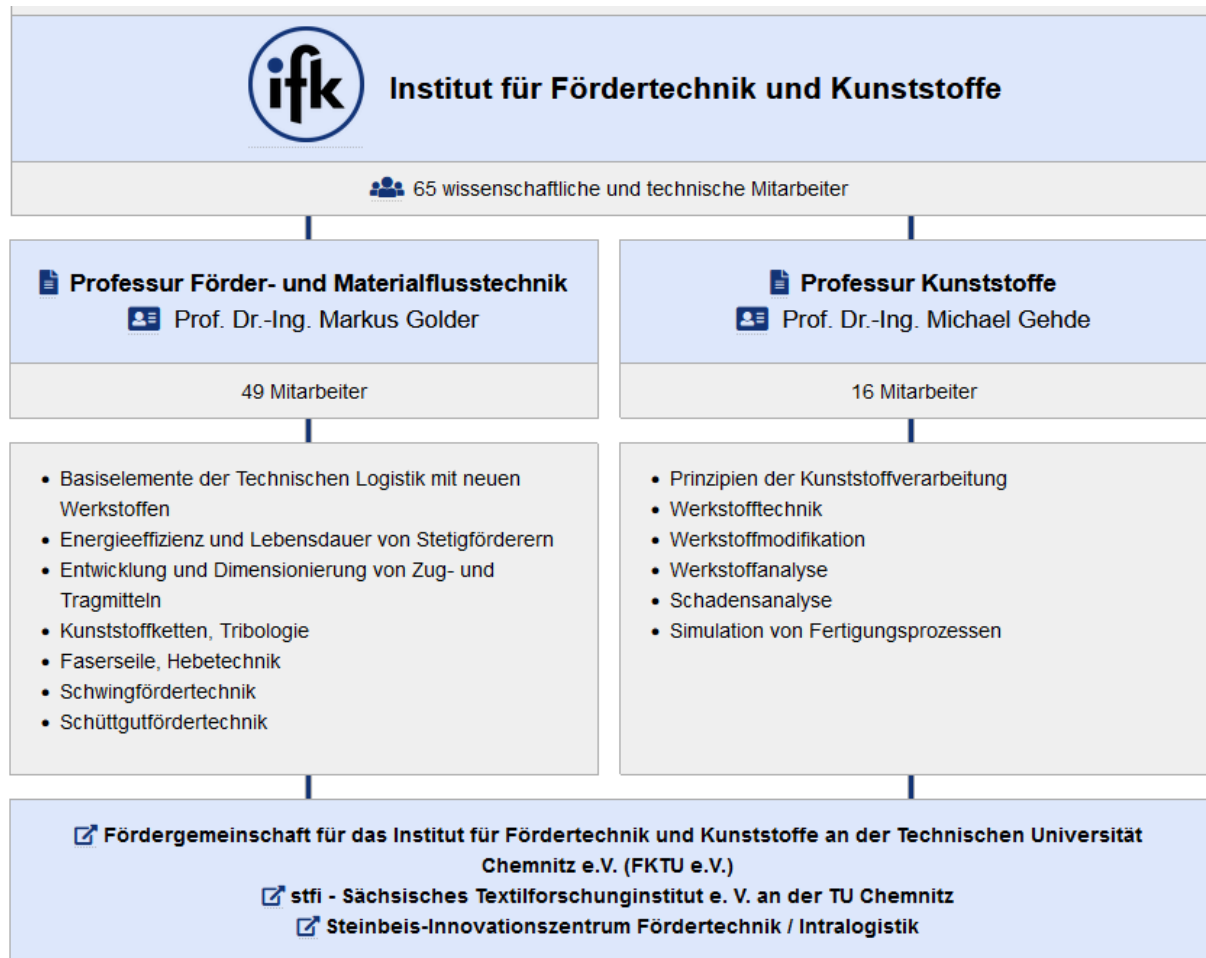 ifk
Institut für Fördertechnik und Kunststoffe
65 wissenschaftliche und technische Mitarbeiter
Professur Förder- und Materialflusstechnik
Prof. Dr.-Ing. Markus Golder
49 Mitarbeiter
• Basiselemente der Technischen Logistik mit neuen
Werkstoffen
• Energieeffizienz und Lebensdauer von Stetigförderern
• Entwicklung und Dimensionierung von Zug- und
Tragmitteln
• Kunststoffketten, Tribologie
• Faserseile, Hebetechnik
• Schwingfördertechnik
• Schüttgutfördertechnik
Professur Kunststoffe
Prof. Dr.-Ing. Michael Gehde
16 Mitarbeiter
• Prinzipien der Kunststoffverarbeitung
• Werkstofftechnik
• Werkstoffmodifikation
• Werkstoffanalyse
• Schadensanalyse
• Simulation von Fertigungsprozessen
Fördergemeinschaft für das Institut für Fördertechnik und Kunststoffe an der Technischen Universität
Chemnitz e.V. (FKTU e.V.)
stfi - Sächsisches Textilforschunginstitut e. V. an der TU Chemnitz
Steinbeis-Innovationszentrum Fördertechnik / Intralogistik